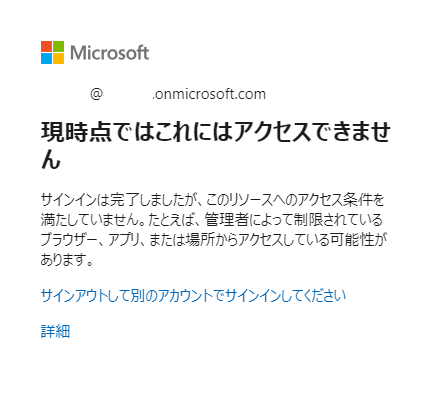 Microsoft
@ .onmicrosoft.com
現時点ではこれにはアクセスできませ
ん
サインインは完了しましたが、このリソースへのアクセス条件を
満たしていません。たとえば、管理者によって制限されている
ブラウザー、アプリ、または場所からアクセスしている可能性が
あります。
サインアウトして別のアカウントでサインインしてください
詳細